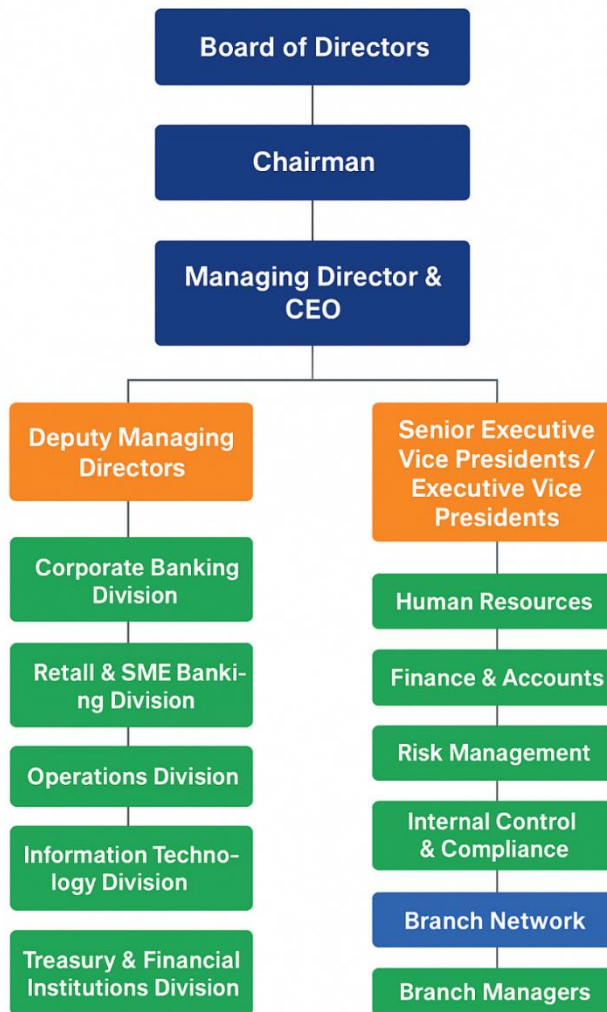 Board of Directors
Chairman
Managing Director &
CEO
Deputy Managing
Directors
Corporate Banking
Division
Retall & SME Banki-
ng Division
Operations Division
Information Techno-
logy Division
Treasury & Financial
Institutions Division
Senior Executive
Vice Presidents /
Executive Vice
Presidents
Human Resources
Finance & Accounts
Risk Management
Internal Control
& Compliance
Branch Network
Branch Managers